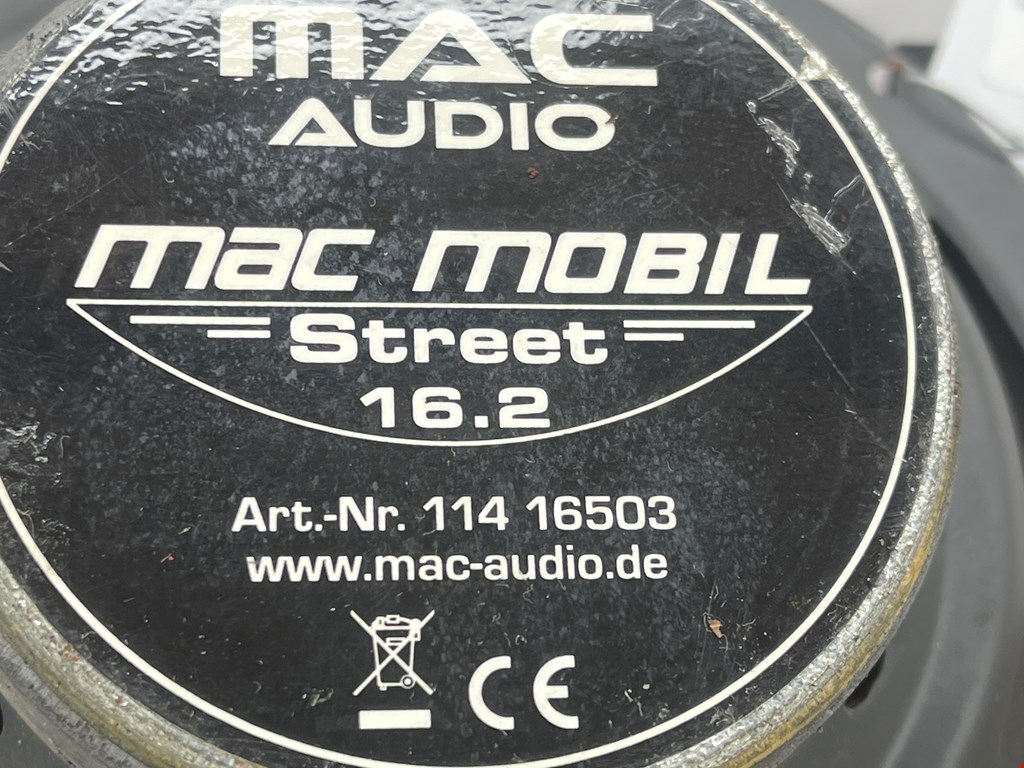 mac
AUDIO
mac mobil
Street
16.2
Art.-Nr. 114 16503
www.mac-audio.de
CE